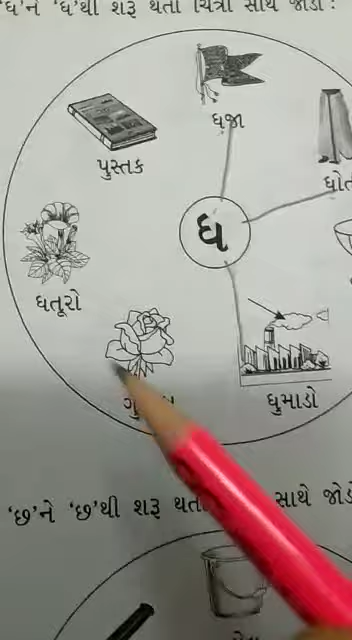 'ધ'ને 'ધ'થી શરૂ થતા ચિત્રો સાથે જોડો :
ધજા
પુસ્તક
ધ
ધતૂરો
ધુમાડો
'છ'ને 'છ'થી શરૂ થતા સાથે જોડો